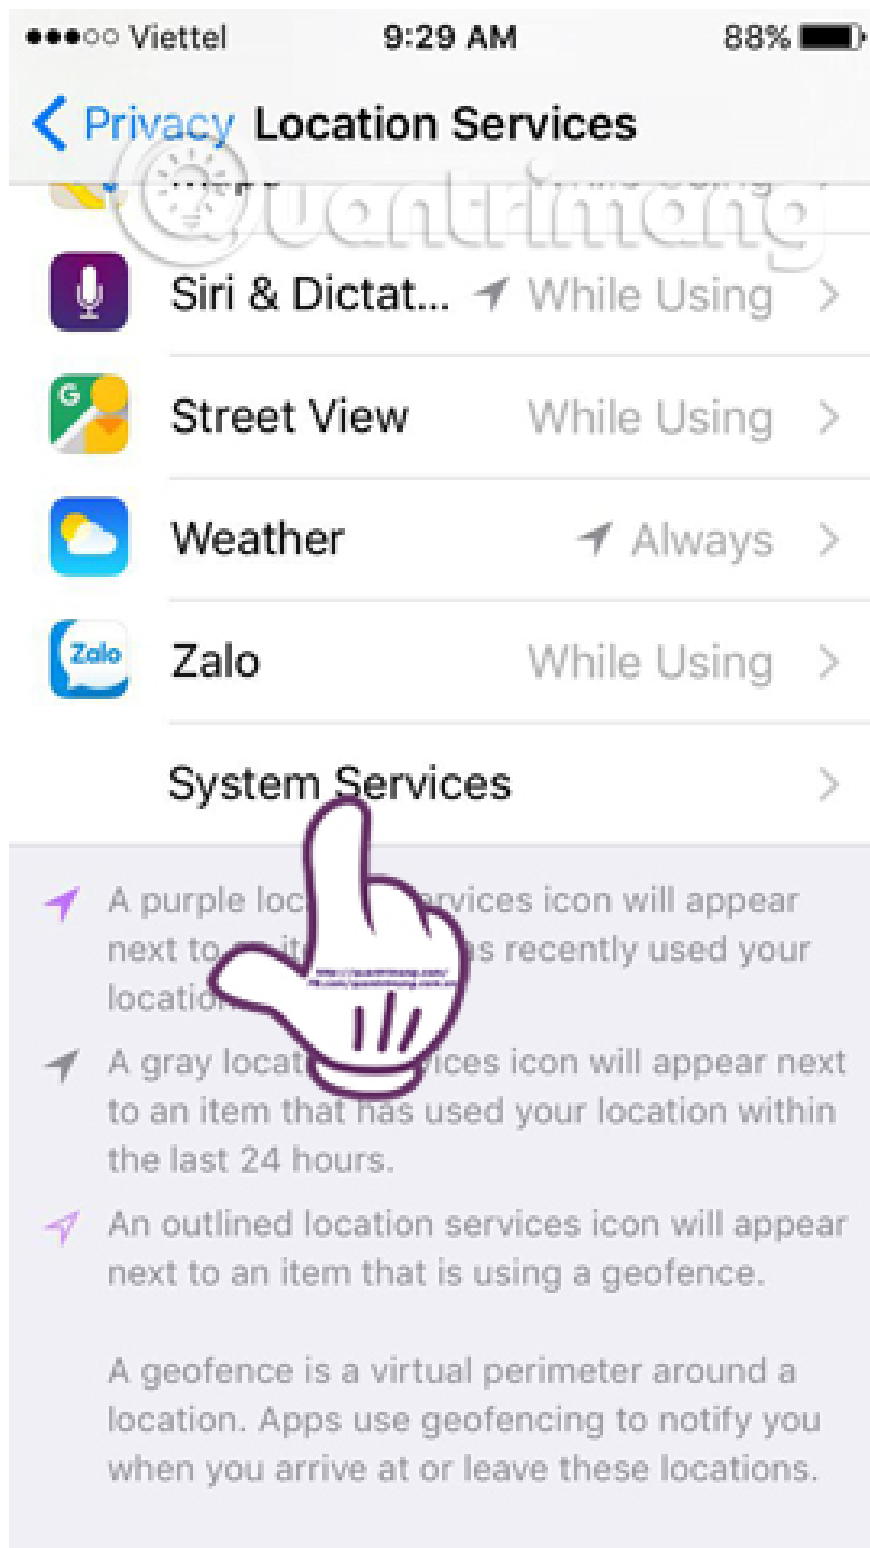 Viettel 9:29 AM 88%
Privacy Location Services
Quantrimang
Siri & Dictat... While Using
G
Street View While Using
Weather Always
Zalo
Zalo While Using
System Services
A purple loc rvices icon will appear
next to s recently used your
locatio
A gray locat ices icon will appear next
to an item that has used your location within
the last 24 hours.
An outlined location services icon will appear
next to an item that is using a geofence.
A geofence is a virtual perimeter around a
location. Apps use geofencing to notify you
when you arrive at or leave these locations.